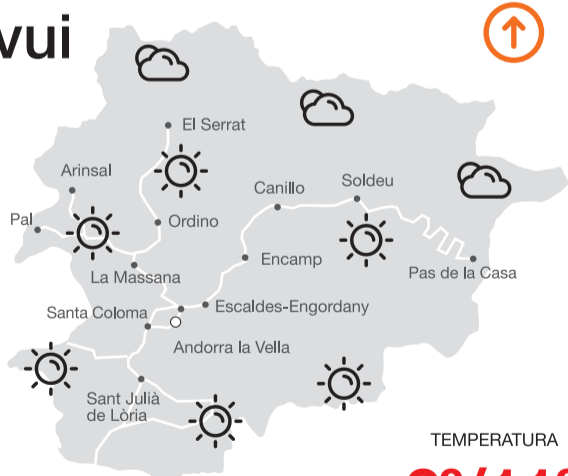 vui
El Serrat
Arinsal
Canillo
Soldeu
Pal
Ordino
Encamp
La Massana
Pas de la Casa
Santa Coloma
Escaldes-Engordany
Andorra la Vella
Sant Julià
de Lòria
TEMPERATURA